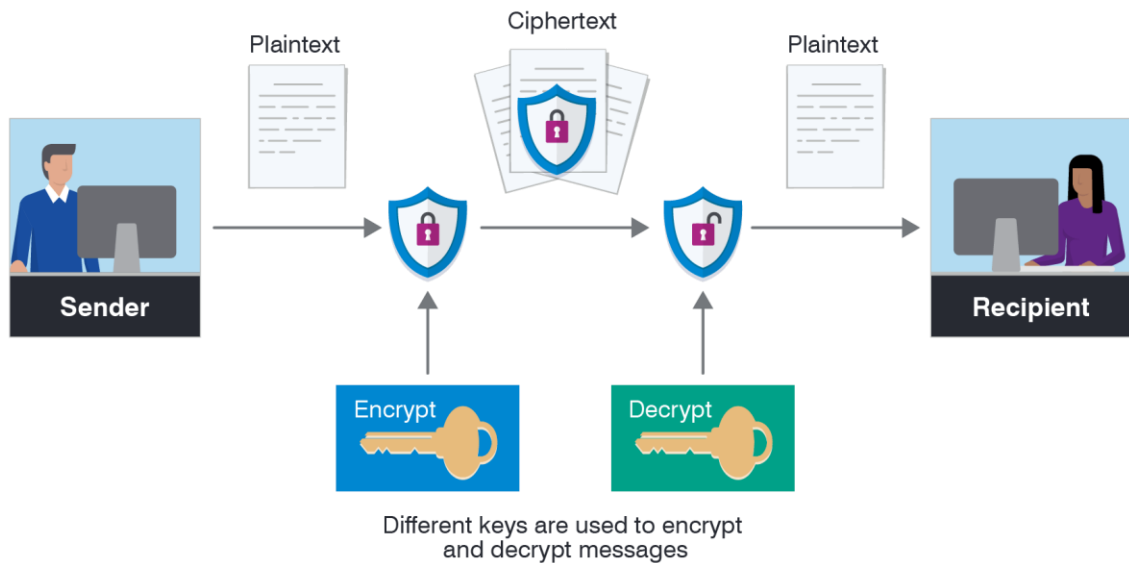 Ciphertext
Plaintext
Plaintext
Sender
Recipient
Encrypt
Decrypt
Different keys are used to encrypt
and decrypt messages